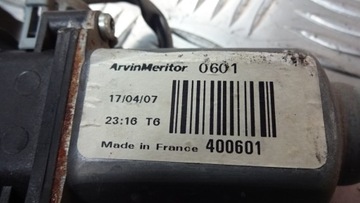 ArvinMeritor 0601
17/04/07
23:16 T6
Made in France 400601